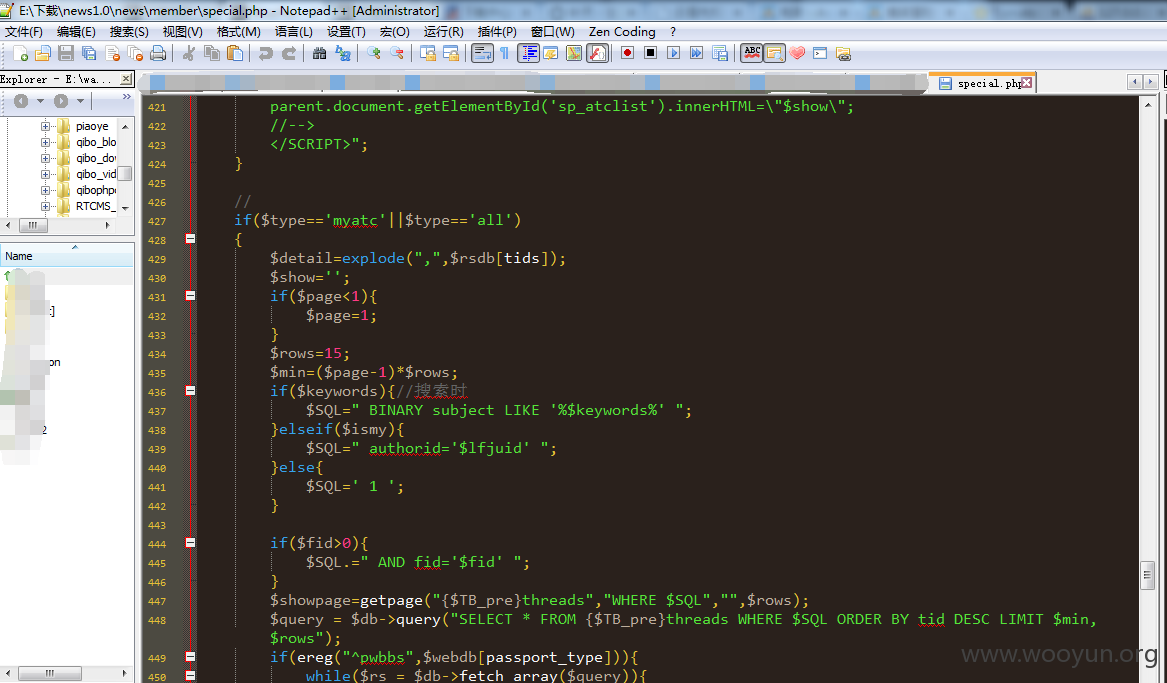 E:\下载\news1.0\news\member\special.php - Notepad++ [Administrator]
文件(F) 编辑(E) 搜索(S) 视图(V) 格式(M) 语言(L) 设置(T) 宏(O) 运行(R) 插件(P) 窗口(W) Zen Coding ?
Explorer - E:\wa...
special.php
piaoye
qibo_blo
qibo_do
qibo_vid
qibophp
RTCMS_
Name
421 parent.document.getElementById('sp_atclist').innerHTML=\"$show\";
422 //-->
423 </SCRIPT>";
424 }
425
426 //
427 if($type=='myatc'||$type=='all')
428 {
429 $detail=explode(",",$rsdb[tids]);
430 $show='';
431 if($page<1){
432 $page=1;
433 }
434 $rows=15;
435 $min=($page-1)*$rows;
436 if($keywords){//搜索时
437 $SQL=" BINARY subject LIKE '%$keywords%' ";
438 }elseif($ismy){
439 $SQL=" authorid='$lfjuid' ";
440 }else{
441 $SQL=' 1 ';
442 }
443
444 if($fid>0){
445 $SQL.=" AND fid='$fid' ";
446 }
447 $showpage=getpage("{$TB_pre}threads","WHERE $SQL","",$rows);
448 $query = $db->query("SELECT * FROM {$TB_pre}threads WHERE $SQL ORDER BY tid DESC LIMIT $min,
$rows");
449 if(ereg("^pwbbs",$webdb[passport_type])){
450 while($rs = $db->fetch_array($query)){
www.wooyun.org